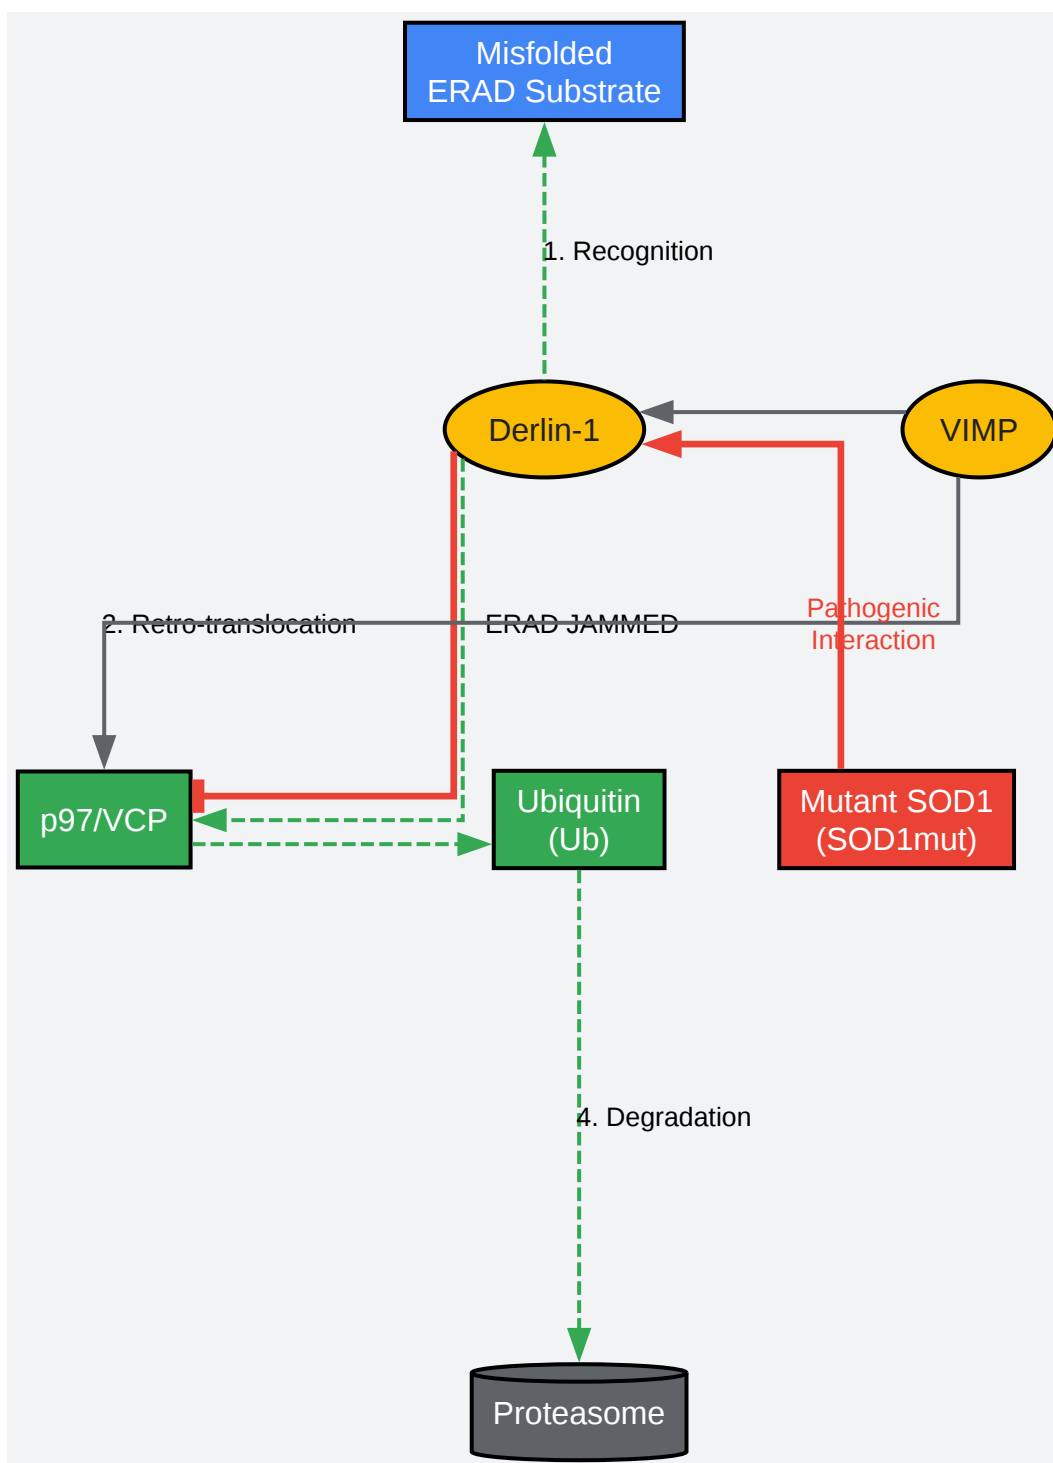 Misfolded
ERAD Substrate
1. Recognition
Derlin-1
VIMP
2. Retro-translocation
ERAD JAMMED
Pathogenic
Interaction
p97/VCP
Ubiquitin
(Ub)
Mutant SOD1
(SOD1mut)
4. Degradation
Proteasome